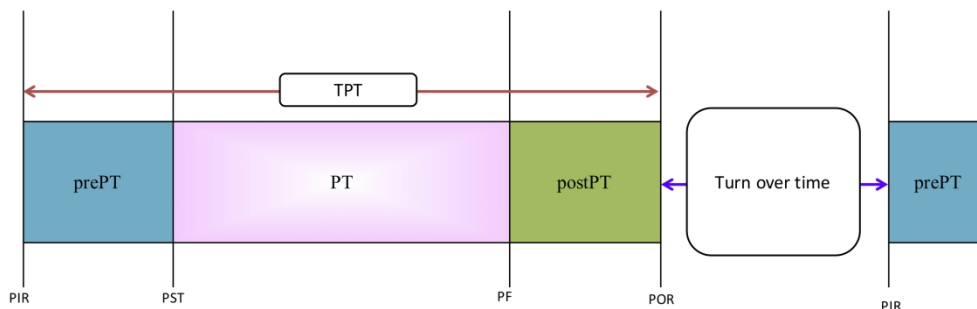 TPT
prePT
PT
postPT
Turn over time
prePT
PIR
PST
PF
POR
PIR